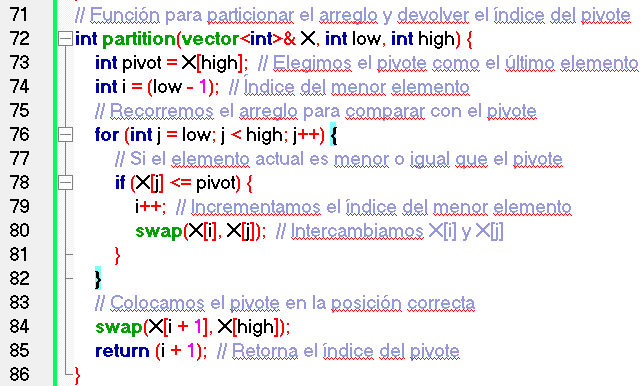 71 // Función para particionar el arreglo y devolver el índice del pivote
72 int partition(vector<int>& X, int low, int high) {
73 int pivot = X[high]; // Elegimos el pivote como el último elemento
74 int i = (low - 1); // Índice del menor elemento
75 // Recorremos el arreglo para comparar con el pivote
76 for (int j = low; j < high; j++) {
77 // Si el elemento actual es menor o igual que el pivote
78 if (X[j] <= pivot) {
79 i++; // Incrementamos el índice del menor elemento
80 swap(X[i], X[j]); // Intercambiamos X[i] y X[j]
81 }
82 }
83 // Colocamos el pivote en la posición correcta
84 swap(X[i + 1], X[high]);
85 return (i + 1); // Retorna el índice del pivote
86 }